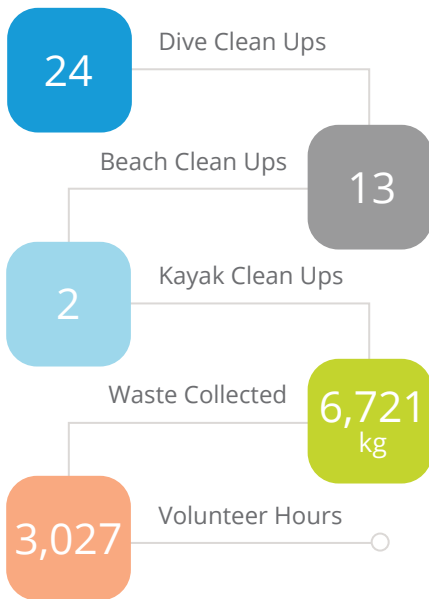 24
Dive Clean Ups
Beach Clean Ups
13
2
Kayak Clean Ups
Waste Collected
6,721
kg
3,027
Volunteer Hours